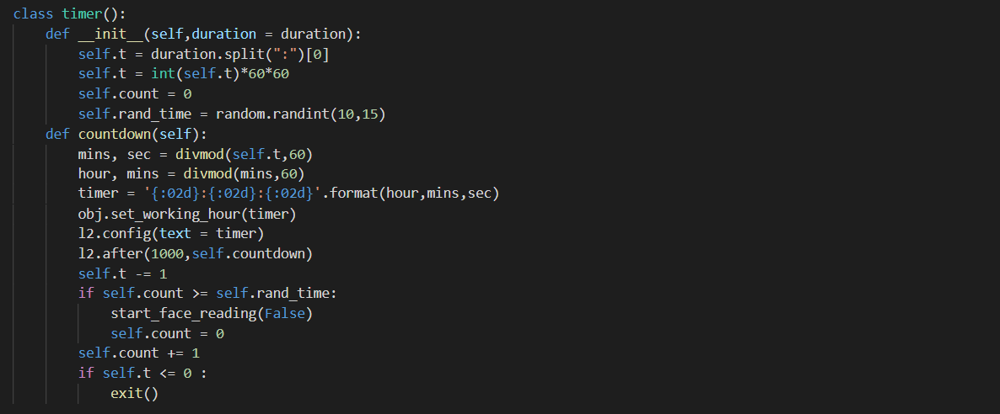 class timer():
    def __init__(self,duration = duration):
        self.t = duration.split(":")[0]
        self.t = int(self.t)*60*60
        self.count = 0
        self.rand_time = random.randint(10,15)
    def countdown(self):
        mins, sec = divmod(self.t,60)
        hour, mins = divmod(mins,60)
        timer = '{:02d}:{:02d}:{:02d}'.format(hour,mins,sec)
        obj.set_working_hour(timer)
        l2.config(text = timer)
        l2.after(1000,self.countdown)
        self.t -= 1
        if self.count >= self.rand_time:
            start_face_reading(False)
            self.count = 0
        self.count += 1
        if self.t <= 0 :
            exit()